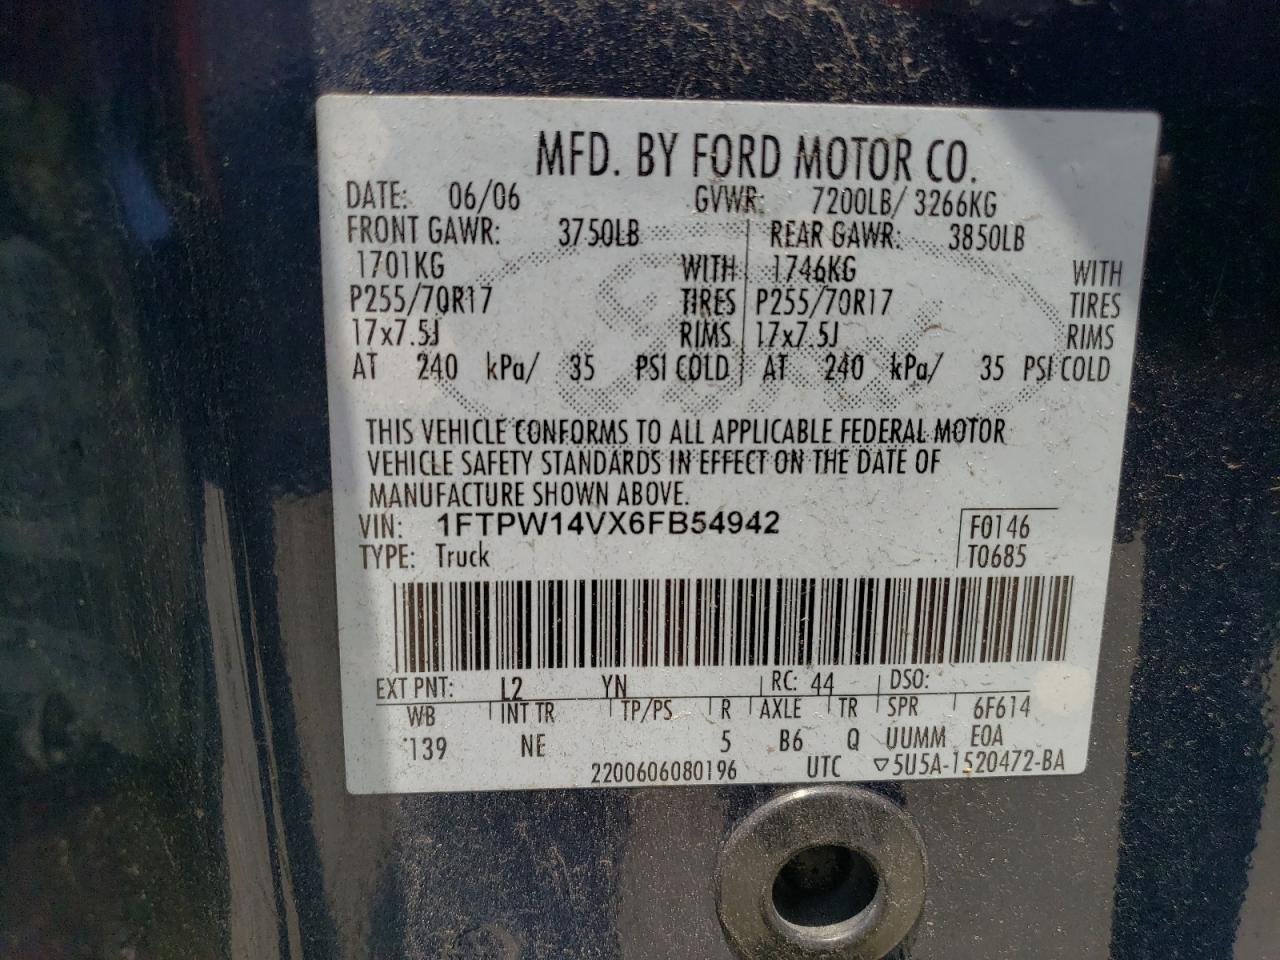 MFD. BY FORD MOTOR CO.
DATE: 06/06 GVWR: 7200LB/ 3266KG
FRONT GAWR: 3750LB REAR GAWR: 3850LB
1701KG WITH 1746KG WITH
P255/70R17 TIRES P255/70R17 TIRES
17x7.5J RIMS 17x7.5J RIMS
AT 240 kPa/ 35 PSI COLD AT 240 kPa/ 35 PSI COLD
THIS VEHICLE CONFORMS TO ALL APPLICABLE FEDERAL MOTOR
VEHICLE SAFETY STANDARDS IN EFFECT ON THE DATE OF
MANUFACTURE SHOWN ABOVE.
VIN: 1FTPW14VX6FB54942 F0146
TYPE: Truck T0685
EXT PNT: L2 YN RC: 44 DSO:
WB INT TR TP/PS R AXLE TR SPR 6F614
139 NE 5 B6 Q UUMM E0A
2200606080196 UTC ▽5U5A-1520472-BA